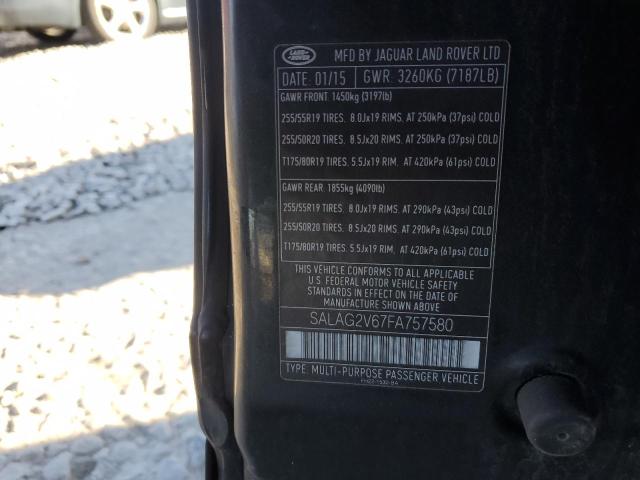 LAND ROVER
MFD BY JAGUAR LAND ROVER LTD
DATE: 01/15 GWR: 3260KG (7187LB)
GAWR FRONT: 1450kg (3197lb)
255/55R19 TIRES. 8.0Jx19 RIMS. AT 250kPa (37psi) COLD
255/50R20 TIRES. 8.5Jx20 RIMS. AT 250kPa (37psi) COLD
T175/80R19 TIRES. 5.5Jx19 RIM. AT 420kPa (61psi) COLD
GAWR REAR: 1855kg (4090lb)
255/55R19 TIRES. 8.0Jx19 RIMS. AT 290kPa (43psi) COLD
255/50R20 TIRES. 8.5Jx20 RIMS. AT 290kPa (43psi) COLD
T175/80R19 TIRES. 5.5Jx19 RIM. AT 420kPa (61psi) COLD
THIS VEHICLE CONFORMS TO ALL APPLICABLE
U.S. FEDERAL MOTOR VEHICLE SAFETY
STANDARDS IN EFFECT ON THE DATE OF
MANUFACTURE SHOWN ABOVE
SALAG2V67FA757580
TYPE: MULTI-PURPOSE PASSENGER VEHICLE